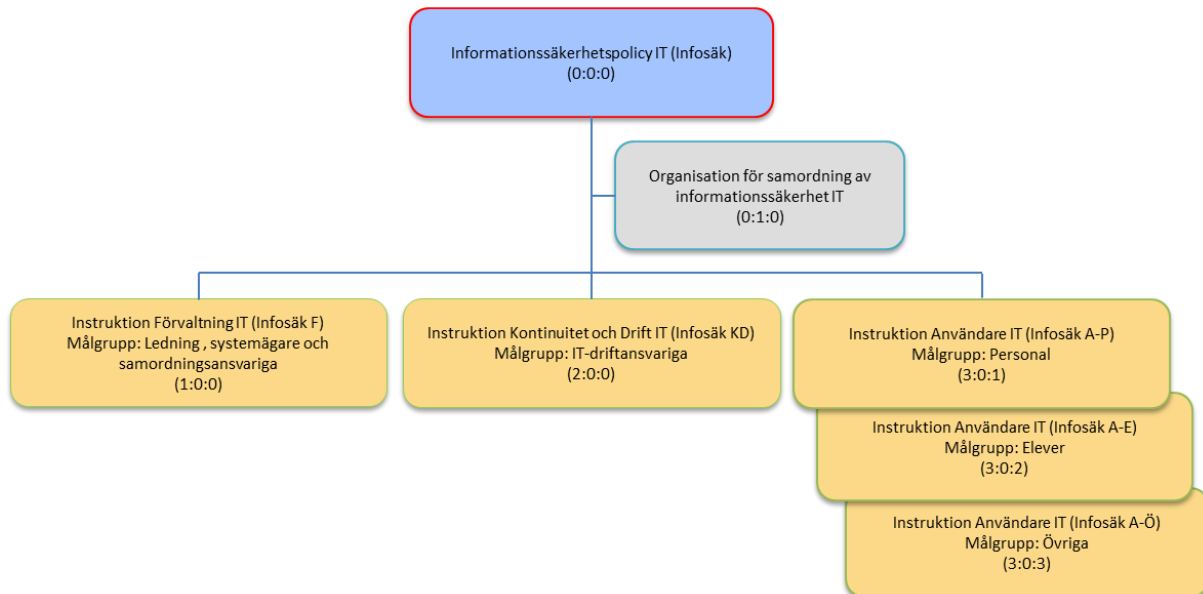 Informationssäkerhetspolicy IT (Infosäk)
(0:0:0)
Organisation för samordning av
informationssäkerhet IT
(0:1:0)
Instruktion Förvaltning IT (Infosäk F)
Målgrupp: Ledning , systemägare och
samordningsansvariga
(1:0:0)
Instruktion Kontinuitet och Drift IT (Infosäk KD)
Målgrupp: IT-driftansvariga
(2:0:0)
Instruktion Användare IT (Infosäk A-P)
Målgrupp: Personal
(3:0:1)
Instruktion Användare IT (Infosäk A-E)
Målgrupp: Elever
(3:0:2)
Instruktion Användare IT (Infosäk A-Ö)
Målgrupp: Övriga
(3:0:3)